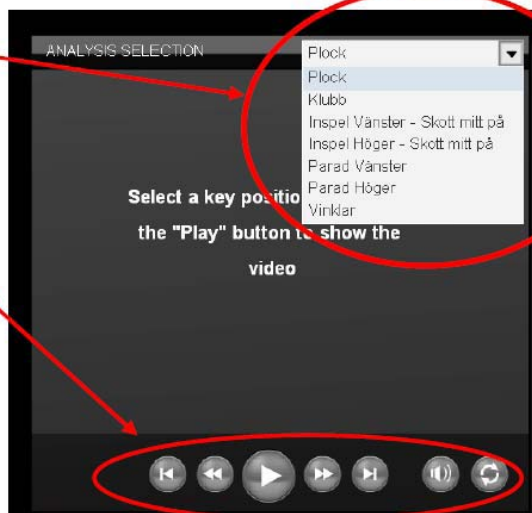 ANALYSIS SELECTION
Plock
Plock
Klubb
Inspel Vänster - Skott mitt på
Inspel Höger - Skott mitt på
Parad Vänster
Parad Höger
Vinklar
Select a key positio
the "Play" button to show the
video